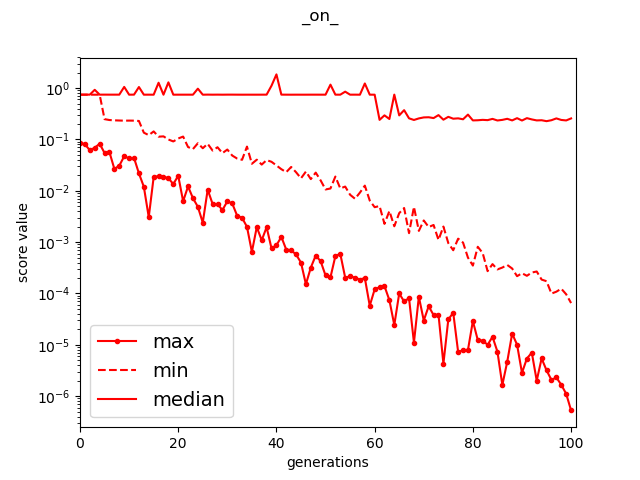 _on_
10⁰
10⁻¹
10⁻²
10⁻³
10⁻⁴
10⁻⁵
10⁻⁶
score value
max
min
median
0 20 40 60 80 100
generations